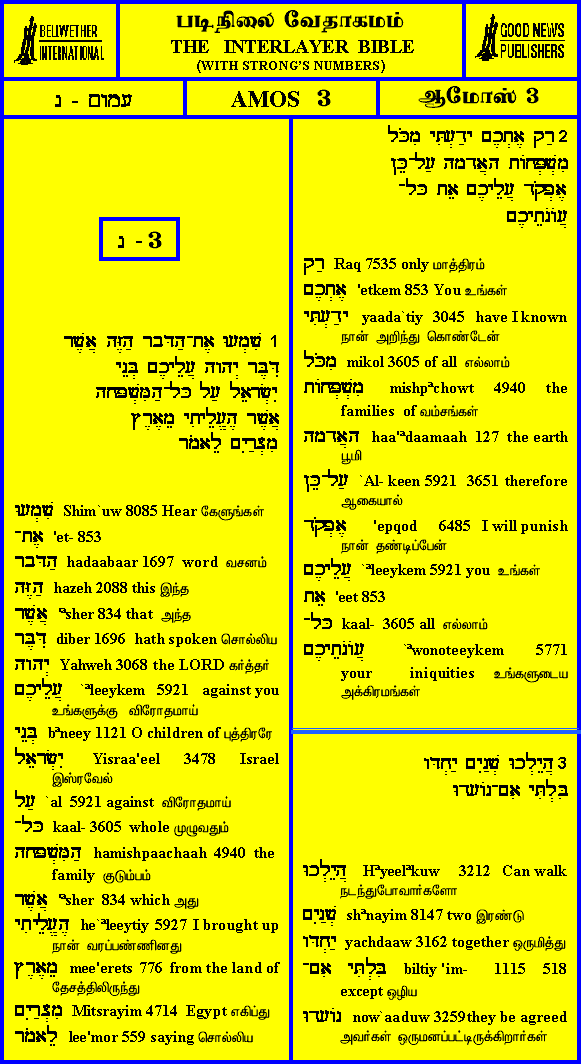 BELLWETHER
INTERNATIONAL
படிநிலை வேதாகமம்
THE INTERLAYER BIBLE
(WITH STRONG'S NUMBERS)
GOOD NEWS
PUBLISHERS
עמוס - ג
AMOS 3
ஆமோஸ் 3
ג - 3
1 שִׁמְעוּ אֶת־הַדָּבָר הַזֶּה אֲשֶׁר
דִּבֶּר יְהוָה עֲלֵיכֶם בְּנֵי
יִשְׂרָאֵל עַל כָּל־הַמִּשְׁפָּחָה
אֲשֶׁר הֶעֱלֵיתִי מֵאֶרֶץ
מִצְרַיִם לֵאמֹר
שִׁמְעוּ Shim`uw 8085 Hear கேளுங்கள்
אֶת־ 'et- 853
הַדָּבָר hadaabaar 1697 word வசனம்
הַזֶּה hazeh 2088 this இந்த
אֲשֶׁר 'ᵃsher 834 that அந்த
דִּבֶּר diber 1696 hath spoken சொல்லிய
יְהוָה Yahweh 3068 the LORD கர்த்தர்
עֲלֵיכֶם `ᵃleeykem 5921 against you
உங்களுக்கு விரோதமாய்
בְּנֵי bᵃneey 1121 O children of புத்திரரே
יִשְׂרָאֵל Yisraa'eel 3478 Israel
இஸ்ரவேல்
עַל `al 5921 against விரோதமாய்
כָּל־ kaal- 3605 whole முழுவதும்
הַמִּשְׁפָּחָה hamishpaachaah 4940 the
family குடும்பம்
אֲשֶׁר 'ᵃsher 834 which அது
הֶעֱלֵיתִי he`ᵉleeytiy 5927 I brought up
நான் வரப்பண்ணினது
מֵאֶרֶץ mee'erets 776 from the land of
தேசத்திலிருந்து
מִצְרַיִם Mitsrayim 4714 Egypt எகிப்து
לֵאמֹר lee'mor 559 saying சொல்லிய
2 רַק אֶתְכֶם יָדַעְתִּי מִכֹּל
מִשְׁפְּחוֹת הָאֲדָמָה עַל־כֵּן
אֶפְקֹד עֲלֵיכֶם אֵת כָּל־
עֲוֹנֹתֵיכֶם
רַק Raq 7535 only மாத்திரம்
אֶתְכֶם 'etkem 853 You உங்கள்
יָדַעְתִּי yaada`tiy 3045 have I known
நான் அறிந்து கொண்டேன்
מִכֹּל mikol 3605 of all எல்லாம்
מִשְׁפְּחוֹת mishpᵃchowt 4940 the
families of வம்சங்கள்
הָאֲדָמָה haa'ᵃdaamaah 127 the earth
பூமி
עַל־כֵּן `Al- keen 5921 3651 therefore
ஆகையால்
אֶפְקֹד 'epqod 6485 I will punish
நான் தண்டிப்பேன்
עֲלֵיכֶם `ᵃleeykem 5921 you உங்கள்
אֵת 'eet 853
כָּל־ kaal- 3605 all எல்லாம்
עֲוֹנֹתֵיכֶם `ᵃwonoteeykem 5771
your iniquities உங்களுடைய
அக்கிரமங்கள்
3 הֲיֵלְכוּ שְׁנַיִם יַחְדָּו
בִּלְתִּי אִם־נוֹעָדוּ
הֲיֵלְכוּ Hᵃyeelᵃkuw 3212 Can walk
நடந்துபோவார்களோ
שְׁנַיִם shᵃnayim 8147 two இரண்டு
יַחְדָּו yachdaaw 3162 together ஒருமித்து
בִּלְתִּי אִם־ biltiy 'im- 1115 518
except ஒழிய
נוֹעָדוּ now`aaduw 3259 they be agreed
அவர்கள் ஒருமனப்பட்டிருக்கிறார்கள்